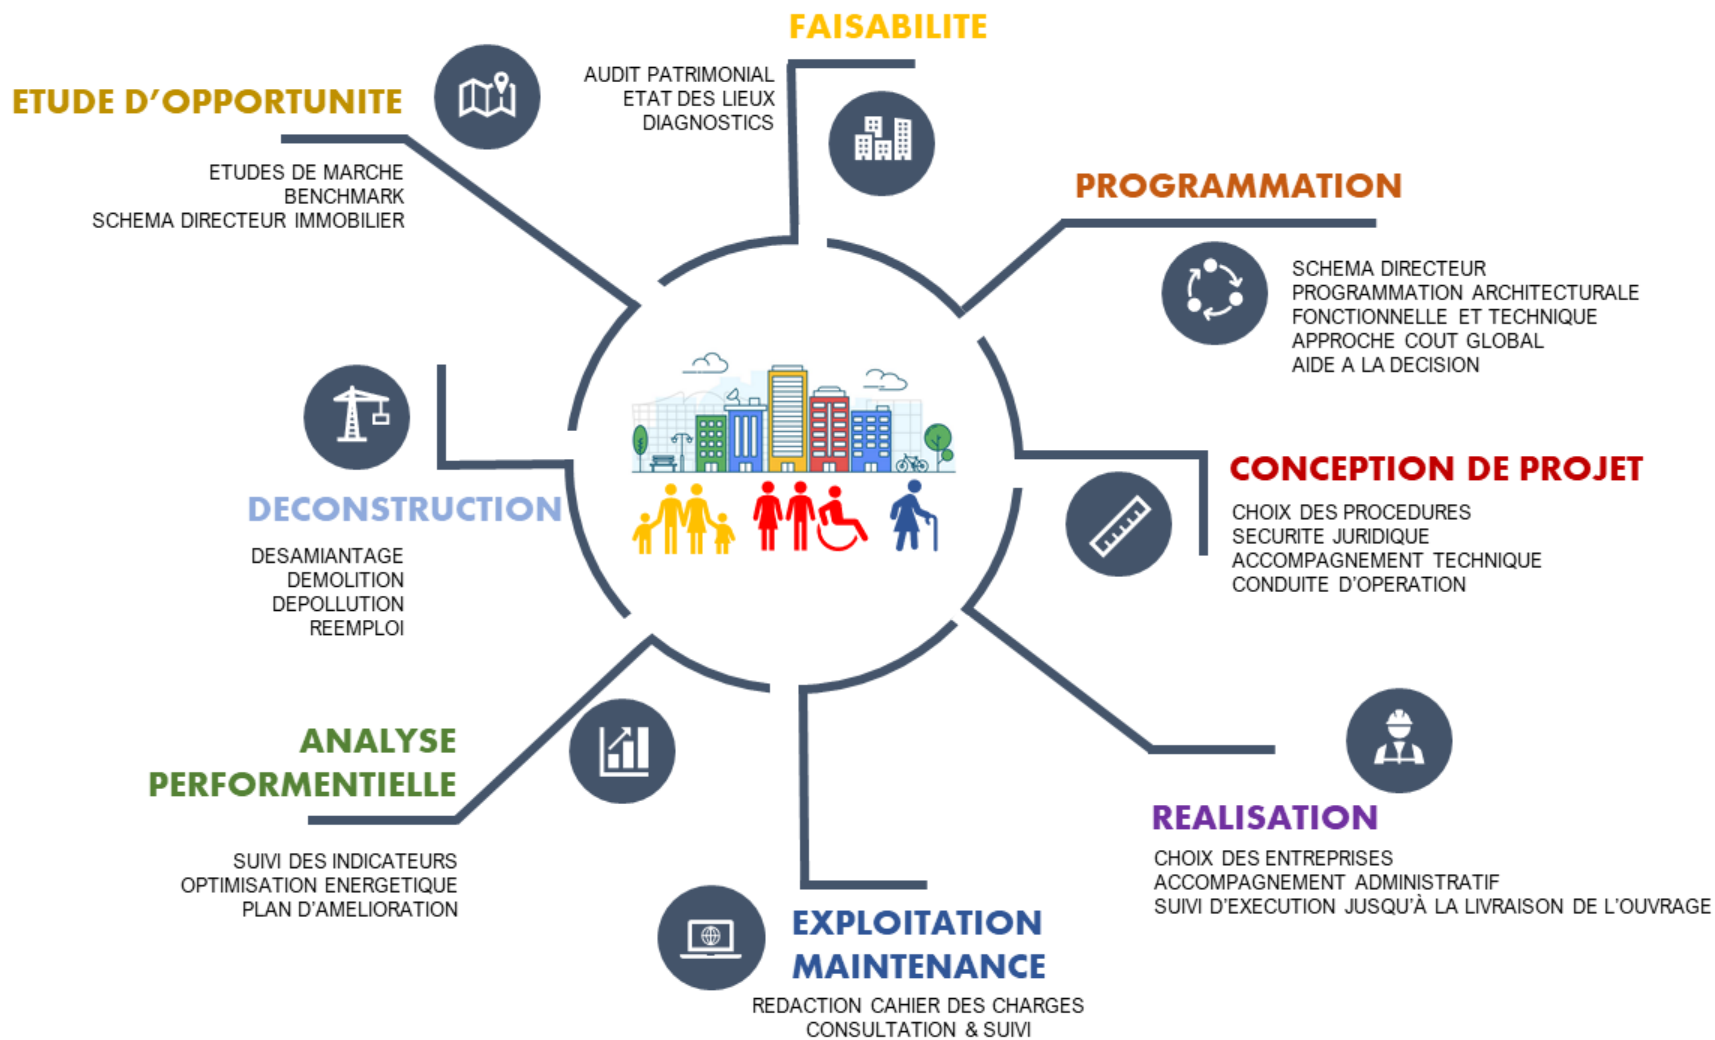 FAISABILITE
AUDIT PATRIMONIAL
ETAT DES LIEUX
DIAGNOSTICS
ETUDE D'OPPORTUNITE
ETUDES DE MARCHE
BENCHMARK
SCHEMA DIRECTEUR IMMOBILIER
PROGRAMMATION
SCHEMA DIRECTEUR
PROGRAMMATION ARCHITECTURALE
FONCTIONNELLE ET TECHNIQUE
APPROCHE COUT GLOBAL
AIDE A LA DECISION
CONCEPTION DE PROJET
CHOIX DES PROCEDURES
SECURITE JURIDIQUE
ACCOMPAGNEMENT TECHNIQUE
CONDUITE D'OPERATION
DECONSTRUCTION
DESAMIANTAGE
DEMOLITION
DEPOLLUTION
REEMPLOI
ANALYSE
PERFORMENTIELLE
SUIVI DES INDICATEURS
OPTIMISATION ENERGETIQUE
PLAN D'AMELIORATION
REALISATION
CHOIX DES ENTREPRISES
ACCOMPAGNEMENT ADMINISTRATIF
SUIVI D'EXECUTION JUSQU'À LA LIVRAISON DE L'OUVRAGE
EXPLOITATION
MAINTENANCE
REDACTION CAHIER DES CHARGES
CONSULTATION & SUIVI